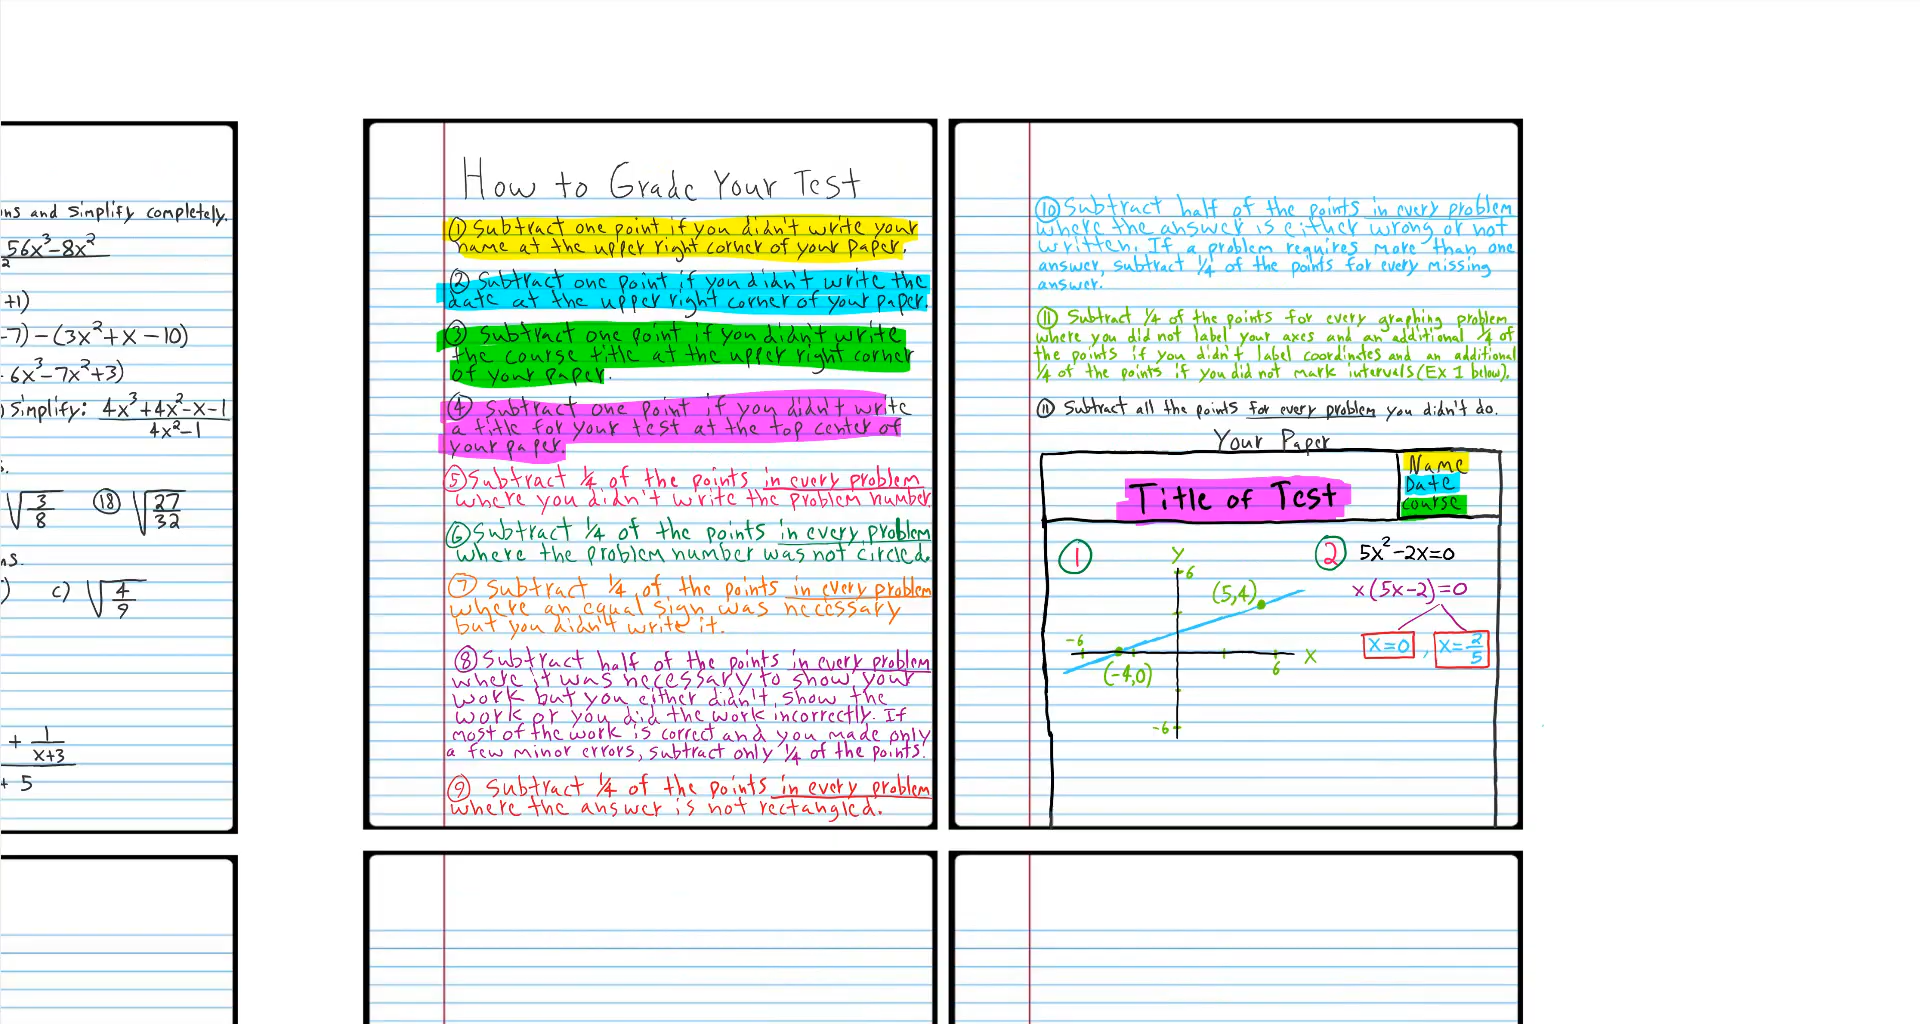 ns and simplify completely.
56x³-8x²
2
+1)
-7) - (3x²+x-10)
6x³-7x²+3)
) Simplify: 4x³+4x²-x-1
4x²-1
s.
√3/8 ⑱ √27/32
ns.
) c) √4/9
+ 1/x+3
+ 5
How to Grade Your Test
① Subtract one point if you didn't write your
name at the upper right corner of your paper.
② Subtract one point if you didn't write the
date at the upper right corner of your paper.
③ Subtract one point if you didn't write
the course title at the upper right corner
of your paper.
④ Subtract one point if you didn't write
a title for your test at the top center of
your paper.
⑤ Subtract 1/4 of the points in every problem
where you didn't write the problem number.
⑥ Subtract 1/4 of the points in every problem
where the problem number was not circled.
⑦ Subtract 1/4 of the points in every problem
where an equal sign was necessary
but you didn't write it.
⑧ Subtract half of the points in every problem
where it was necessary to show your
work but you either didn't show the
work or you did the work incorrectly. If
most of the work is correct and you made only
a few minor errors, subtract only 1/4 of the points.
⑨ Subtract 1/4 of the points in every problem
where the answer is not rectangled.
⑩ Subtract half of the points in every problem
where the answer is either wrong or not
written. If a problem requires more than one
answer, subtract 1/4 of the points for every missing
answer.
⑪ Subtract 1/4 of the points for every graphing problem
where you did not label your axes and an additional 1/4 of
the points if you didn't label coordinates and an additional
1/4 of the points if you did not mark intervals (EX 1 below).
⑪ Subtract all the points for every problem you didn't do.
Your Paper
Name
Date
Course
Title of Test
① y
6
(5,4)
-6
6
x
(-4,0)
-6
② 5x²-2x=0
x(5x-2)=0
x=0, x=2/5